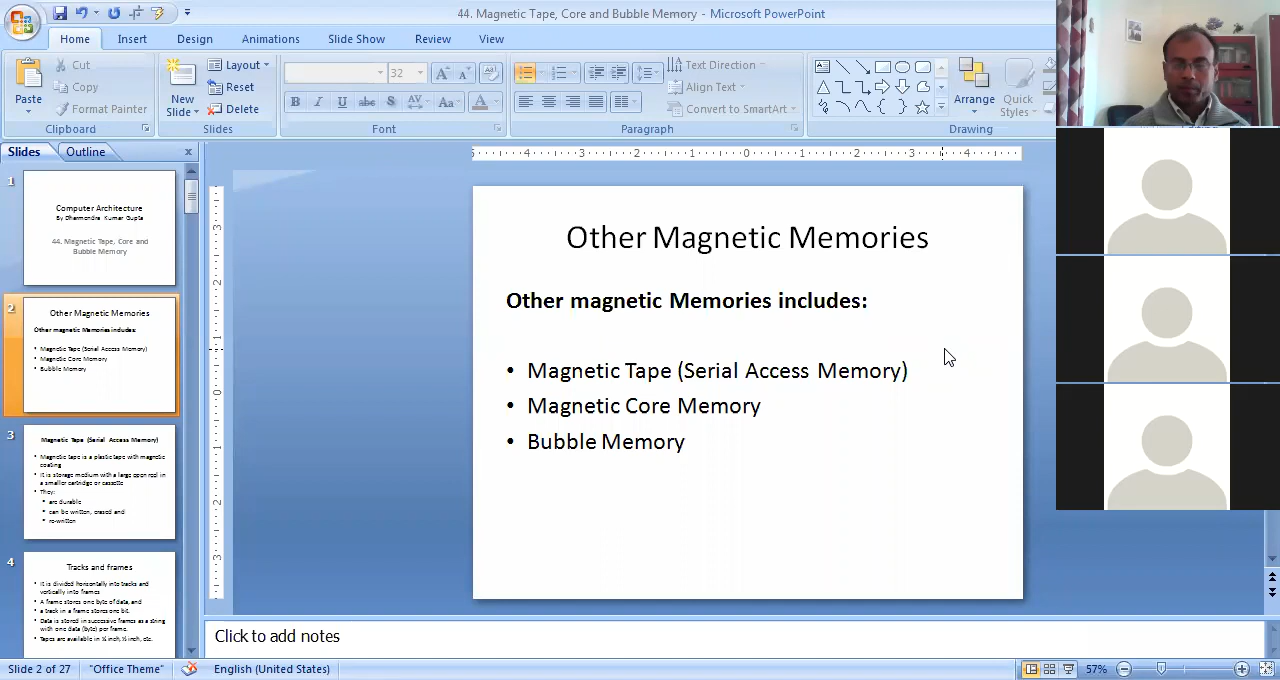 44. Magnetic Tape, Core and Bubble Memory - Microsoft PowerPoint
Home Insert Design Animations Slide Show Review View
Paste
Cut
Copy
Format Painter
Clipboard
New Slide
Layout
Reset
Delete
Slides
32
Font
Text Direction
Align Text
Convert to SmartArt
Paragraph
Arrange
Quick Styles
Drawing
Slides Outline
1
Computer Architecture
By Dharmendra Kumar Gupta
44. Magnetic Tape, Core and
Bubble Memory
2
Other Magnetic Memories
Other magnetic Memories includes:
• Magnetic Tape (Serial Access Memory)
• Magnetic Core Memory
• Bubble Memory
3
Magnetic Tape (Serial Access Memory)
• Magnetic tape is a plastic tape with magnetic
coating
• It is storage medium with a large open reel in
a smaller cartridge or cassette
• They:
• are durable
• can be written, erased and
• re-written
4
Tracks and frames
• It is divided horizontally into tracks and
vertically into frames
• A frame stores one byte of data, and
• a track in a frame stores one bit.
• Data is stored in successive frames as a string
with one data (byte) per frame.
Other Magnetic Memories
Other magnetic Memories includes:
• Magnetic Tape (Serial Access Memory)
• Magnetic Core Memory
• Bubble Memory
Click to add notes
Slide 2 of 27 "Office Theme" English (United States) 57%